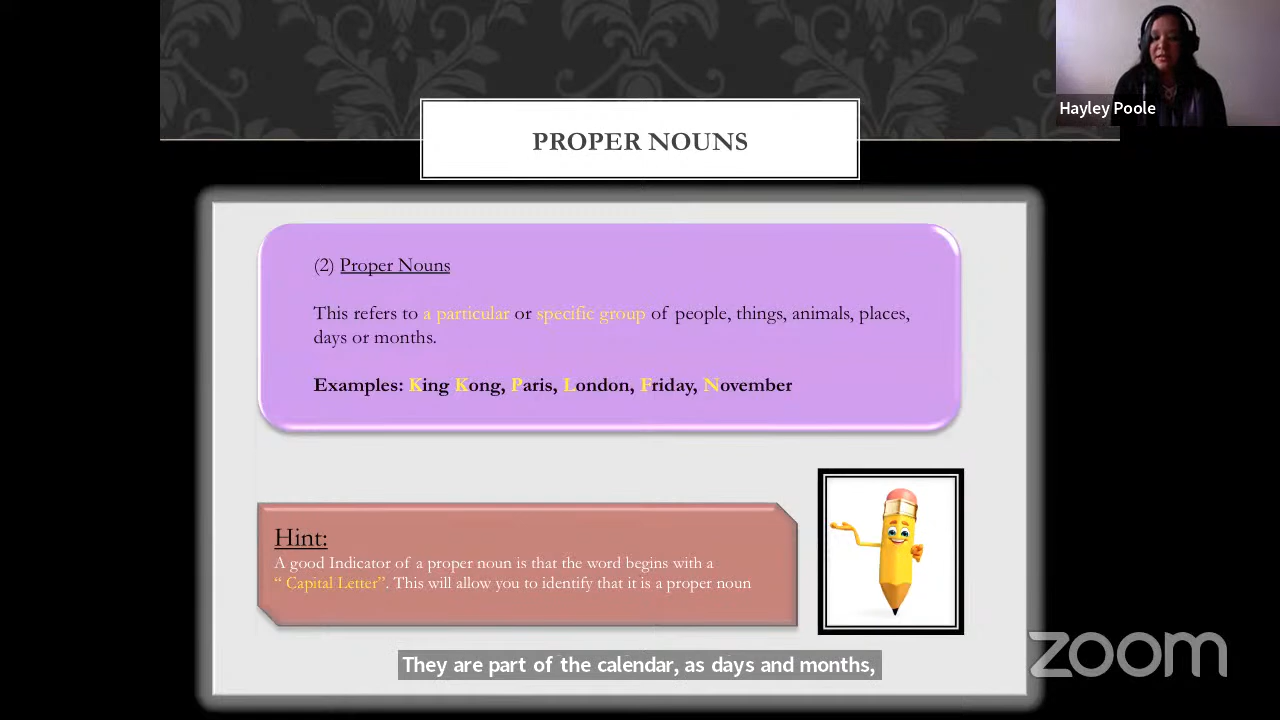 Hayley Poole
PROPER NOUNS
(2) Proper Nouns
This refers to a particular or specific group of people, things, animals, places,
days or months.
Examples: King Kong, Paris, London, Friday, November
Hint:
A good Indicator of a proper noun is that the word begins with a
“ Capital Letter”. This will allow you to identify that it is a proper noun
They are part of the calendar, as days and months,
zoom